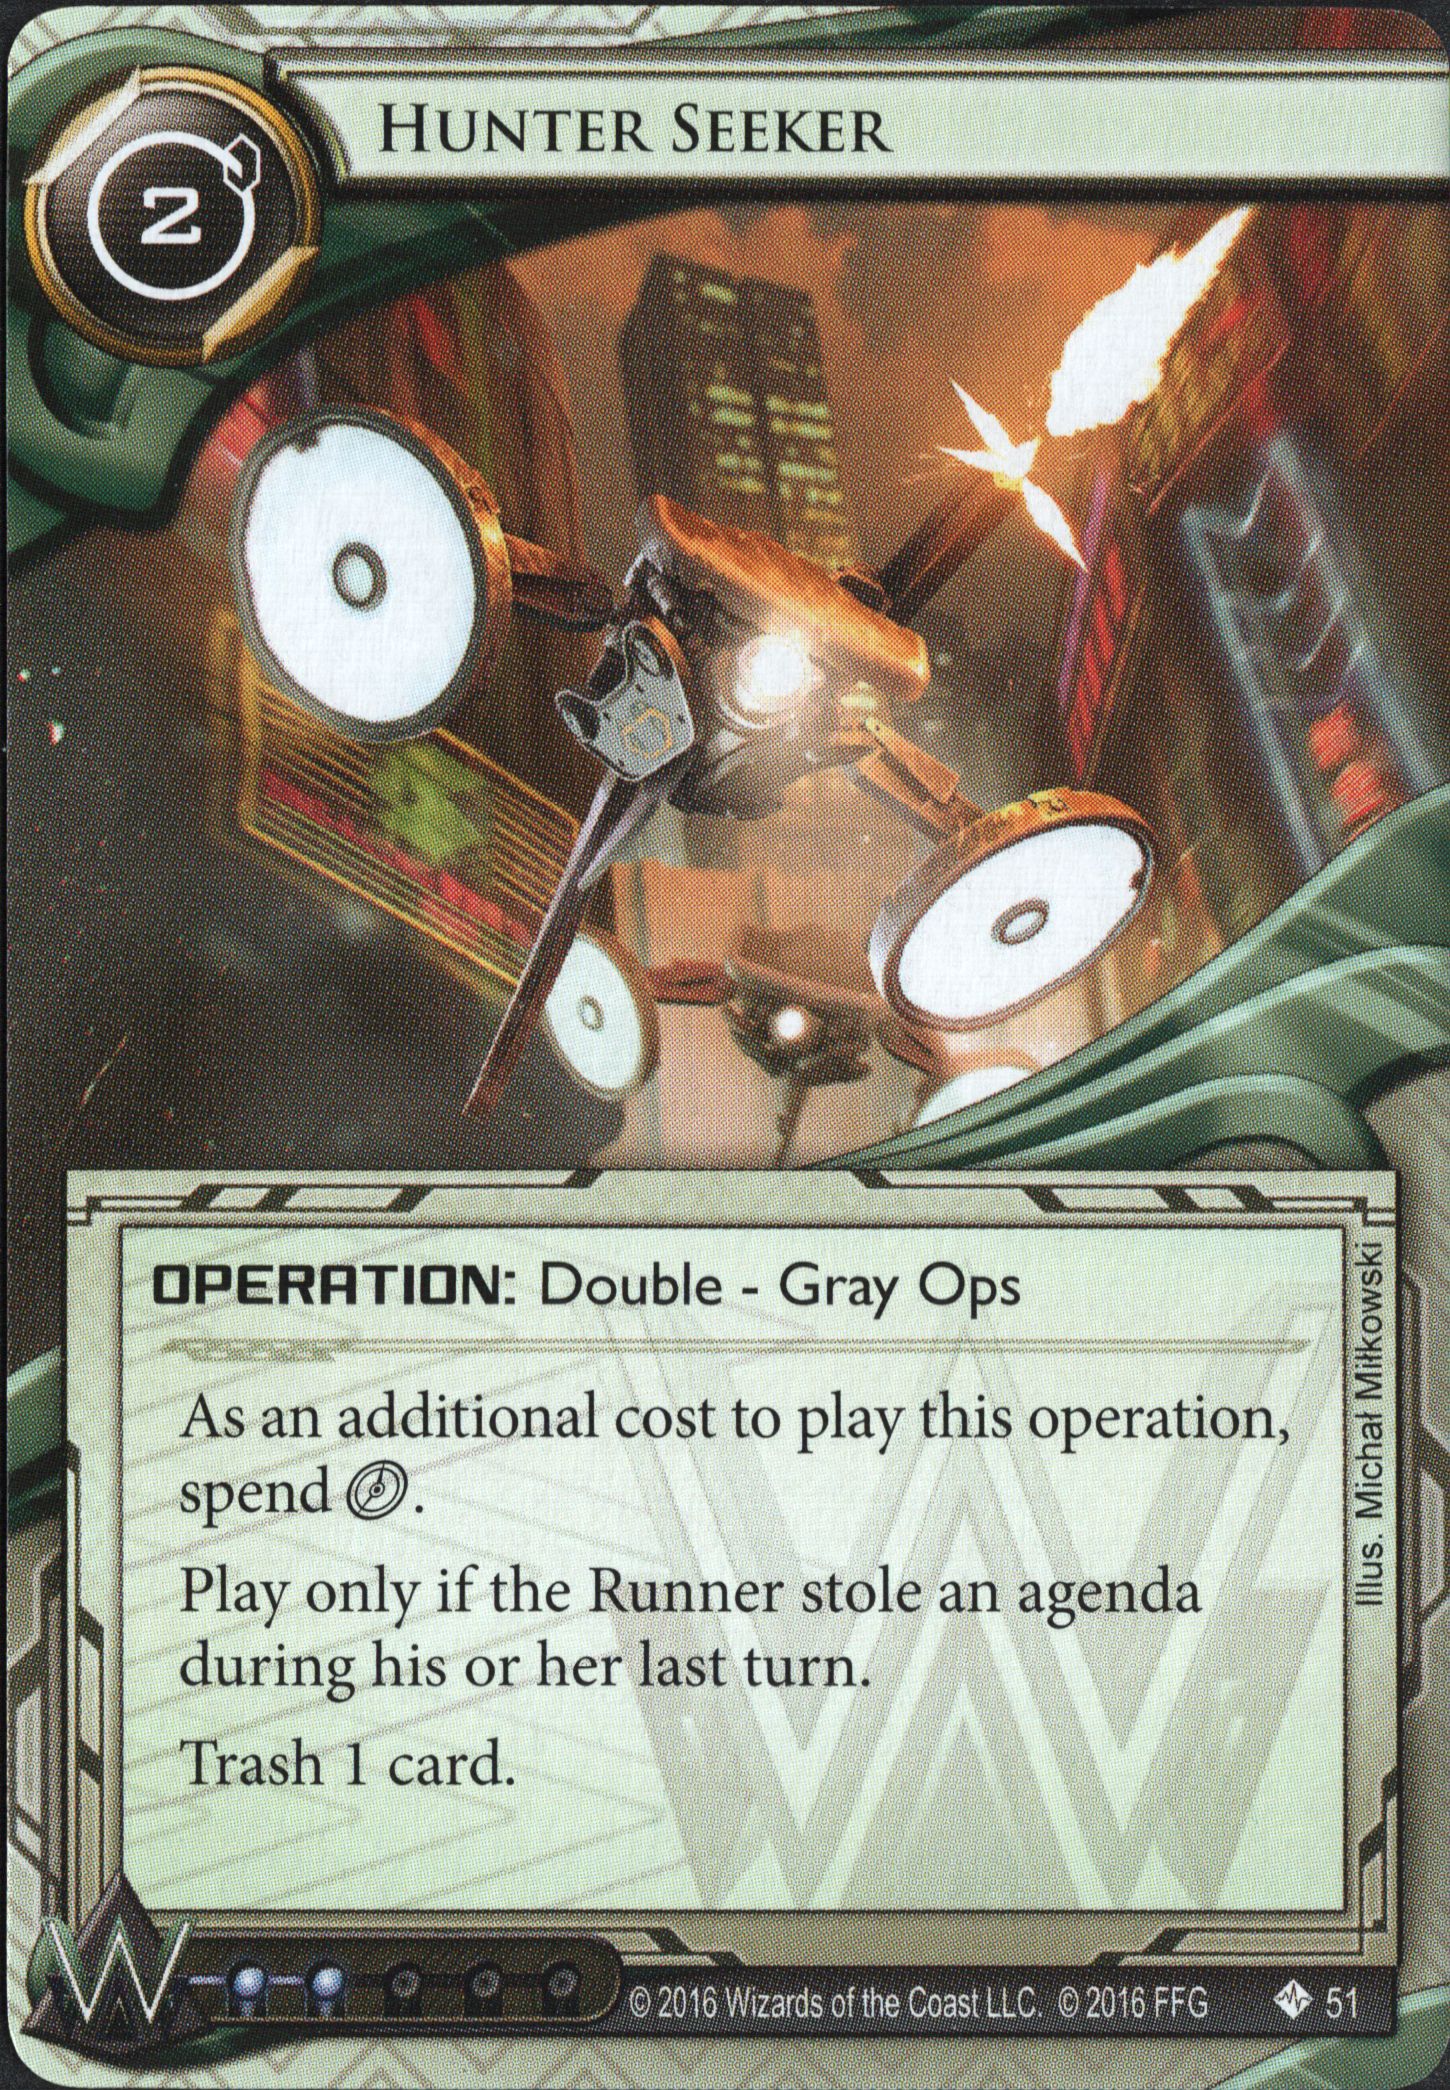 2
HUNTER SEEKER
OPERATION: Double - Gray Ops
As an additional cost to play this operation,
spend .
Play only if the Runner stole an agenda
during his or her last turn.
Trash 1 card.
Illus. Michał Miłkowski
W
© 2016 Wizards of the Coast LLC. © 2016 FFG
51